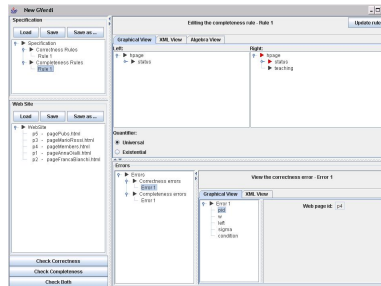 New GVerdi
Specification
Load Save Save as ...
Specification
Correctness Rules
Rule 1
Completeness Rules
Rule 1
Web Site
Load Save Save as ...
WebSite
p5 - pagePubs.html
p3 - pageMarioRossi.html
p4 - pageMembers.html
p1 - pageAnnaGialli.html
p2 - pageFrancaBianchi.html
Check Correctness
Check Completeness
Check Both
Editing the completeness rule - Rule 1
Update rule
Graphical View XML View Algebra View
Left:
hpage
status
Right:
hpage
status
teaching
Quantifier:
Universal
Existential
Errors
Errors
Correctness errors
Error 1
Completeness errors
Error 1
View the correctness error - Error 1
Graphical View XML View
Error 1
pid
w
left
sigma
condition
Web page id: p4